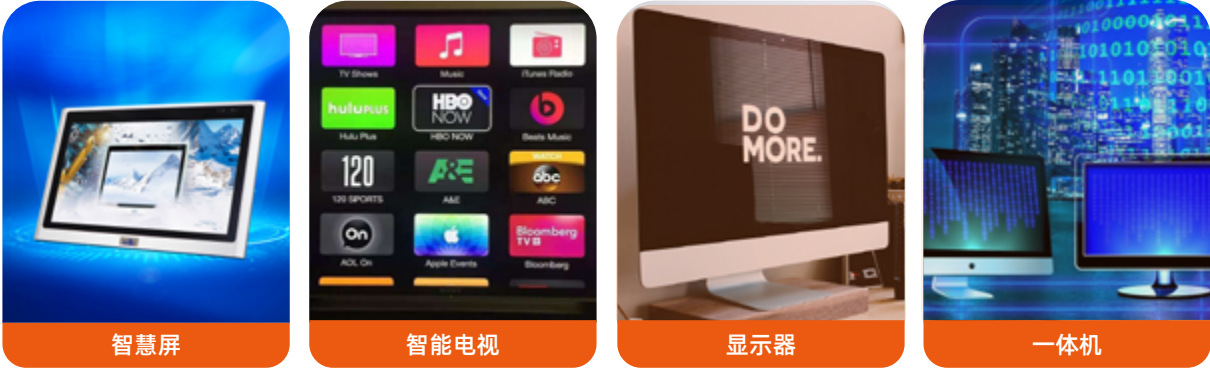 TV Shows
Music
iTunes Radio
huluPLUS
HBO NOW
Hulu Plus
HBO NOW
Beats Music
120
A&E
WATCH
abc
120 SPORTS
A&E
ABC
On
Bloomberg
TV
AOL On
Apple Events
Bloomberg
DO
MORE.
智慧屏
智能电视
显示器
一体机